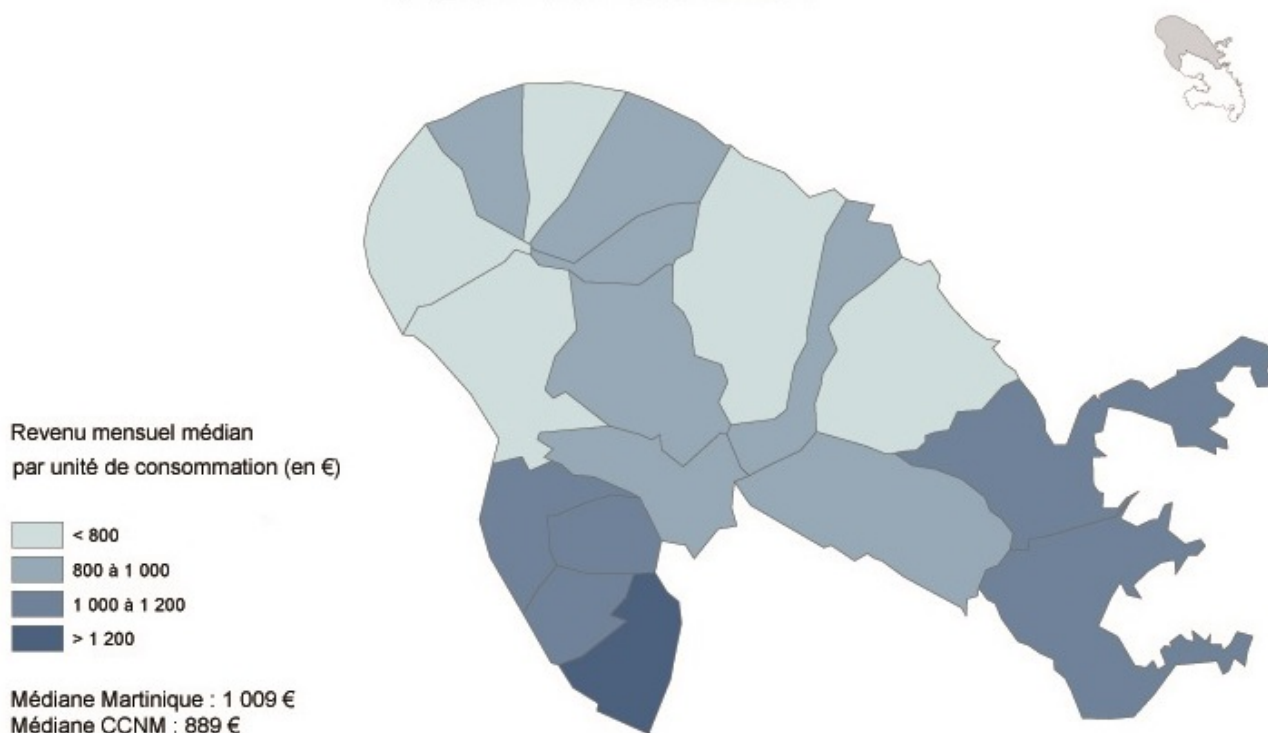 Revenu mensuel médian
par unité de consommation (en €)
< 800
800 à 1 000
1 000 à 1 200
> 1 200
Médiane Martinique : 1 009 €
Médiane CCNM : 889 €